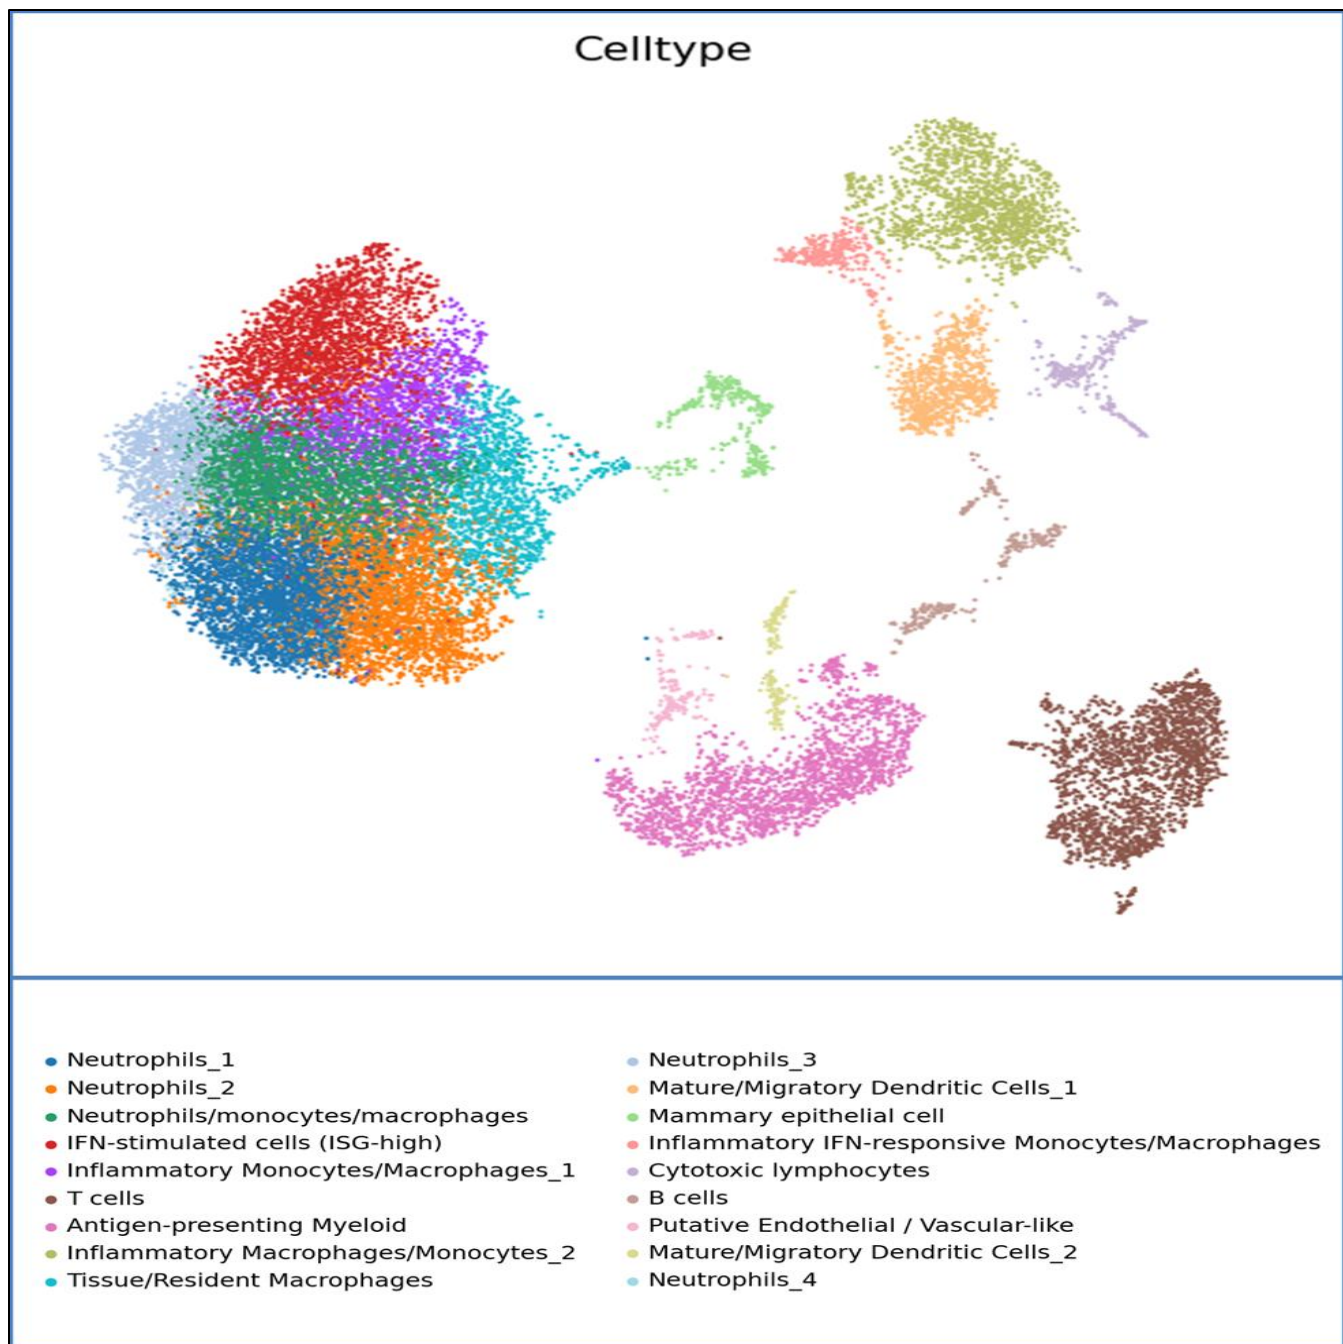 Celltype
Neutrophils_1
Neutrophils_2
Neutrophils/monocytes/macrophages
IFN-stimulated cells (ISG-high)
Inflammatory Monocytes/Macrophages_1
T cells
Antigen-presenting Myeloid
Inflammatory Macrophages/Monocytes_2
Tissue/Resident Macrophages
Neutrophils_3
Mature/Migratory Dendritic Cells_1
Mammary epithelial cell
Inflammatory IFN-responsive Monocytes/Macrophages
Cytotoxic lymphocytes
B cells
Putative Endothelial / Vascular-like
Mature/Migratory Dendritic Cells_2
Neutrophils_4